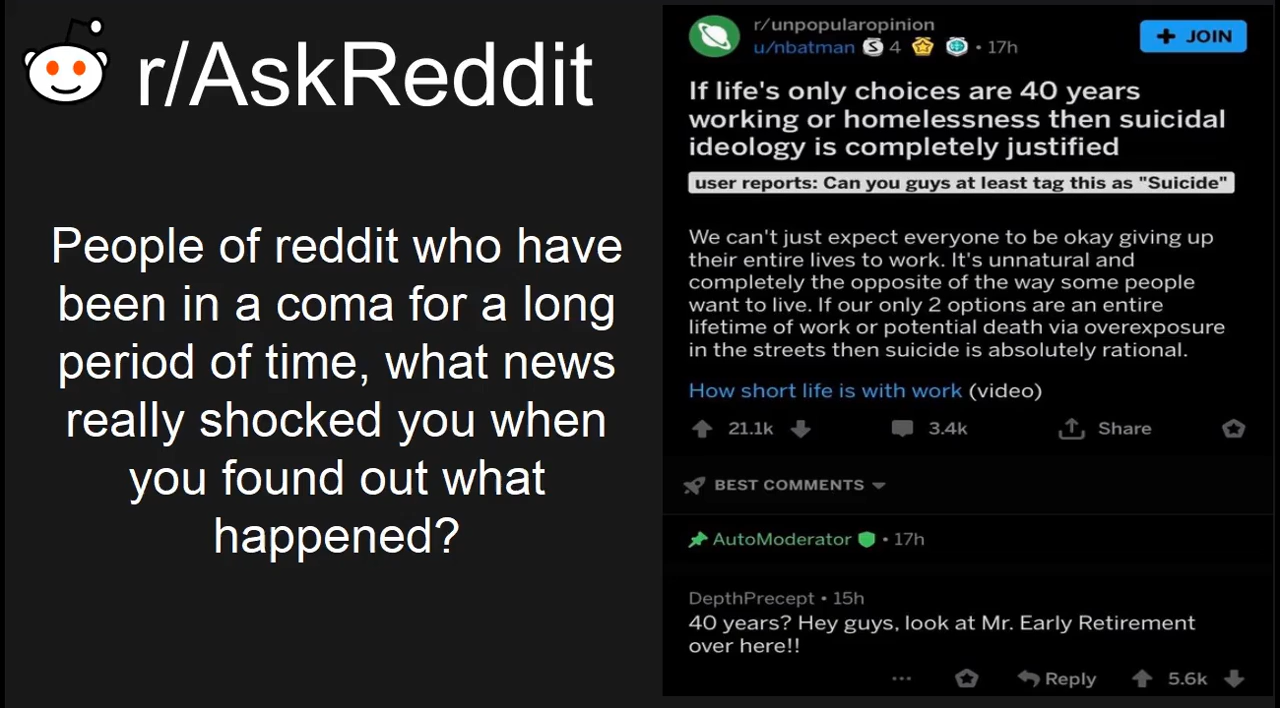 r/AskReddit
People of reddit who have
been in a coma for a long
period of time, what news
really shocked you when
you found out what
happened?
r/unpopularopinion
u/nbatman S 4 • 17h
+ JOIN
If life's only choices are 40 years
working or homelessness then suicidal
ideology is completely justified
user reports: Can you guys at least tag this as "Suicide"
We can't just expect everyone to be okay giving up
their entire lives to work. It's unnatural and
completely the opposite of the way some people
want to live. If our only 2 options are an entire
lifetime of work or potential death via overexposure
in the streets then suicide is absolutely rational.
How short life is with work (video)
21.1k 3.4k Share
BEST COMMENTS
AutoModerator • 17h
DepthPrecept • 15h
40 years? Hey guys, look at Mr. Early Retirement
over here!!
... Reply 5.6k